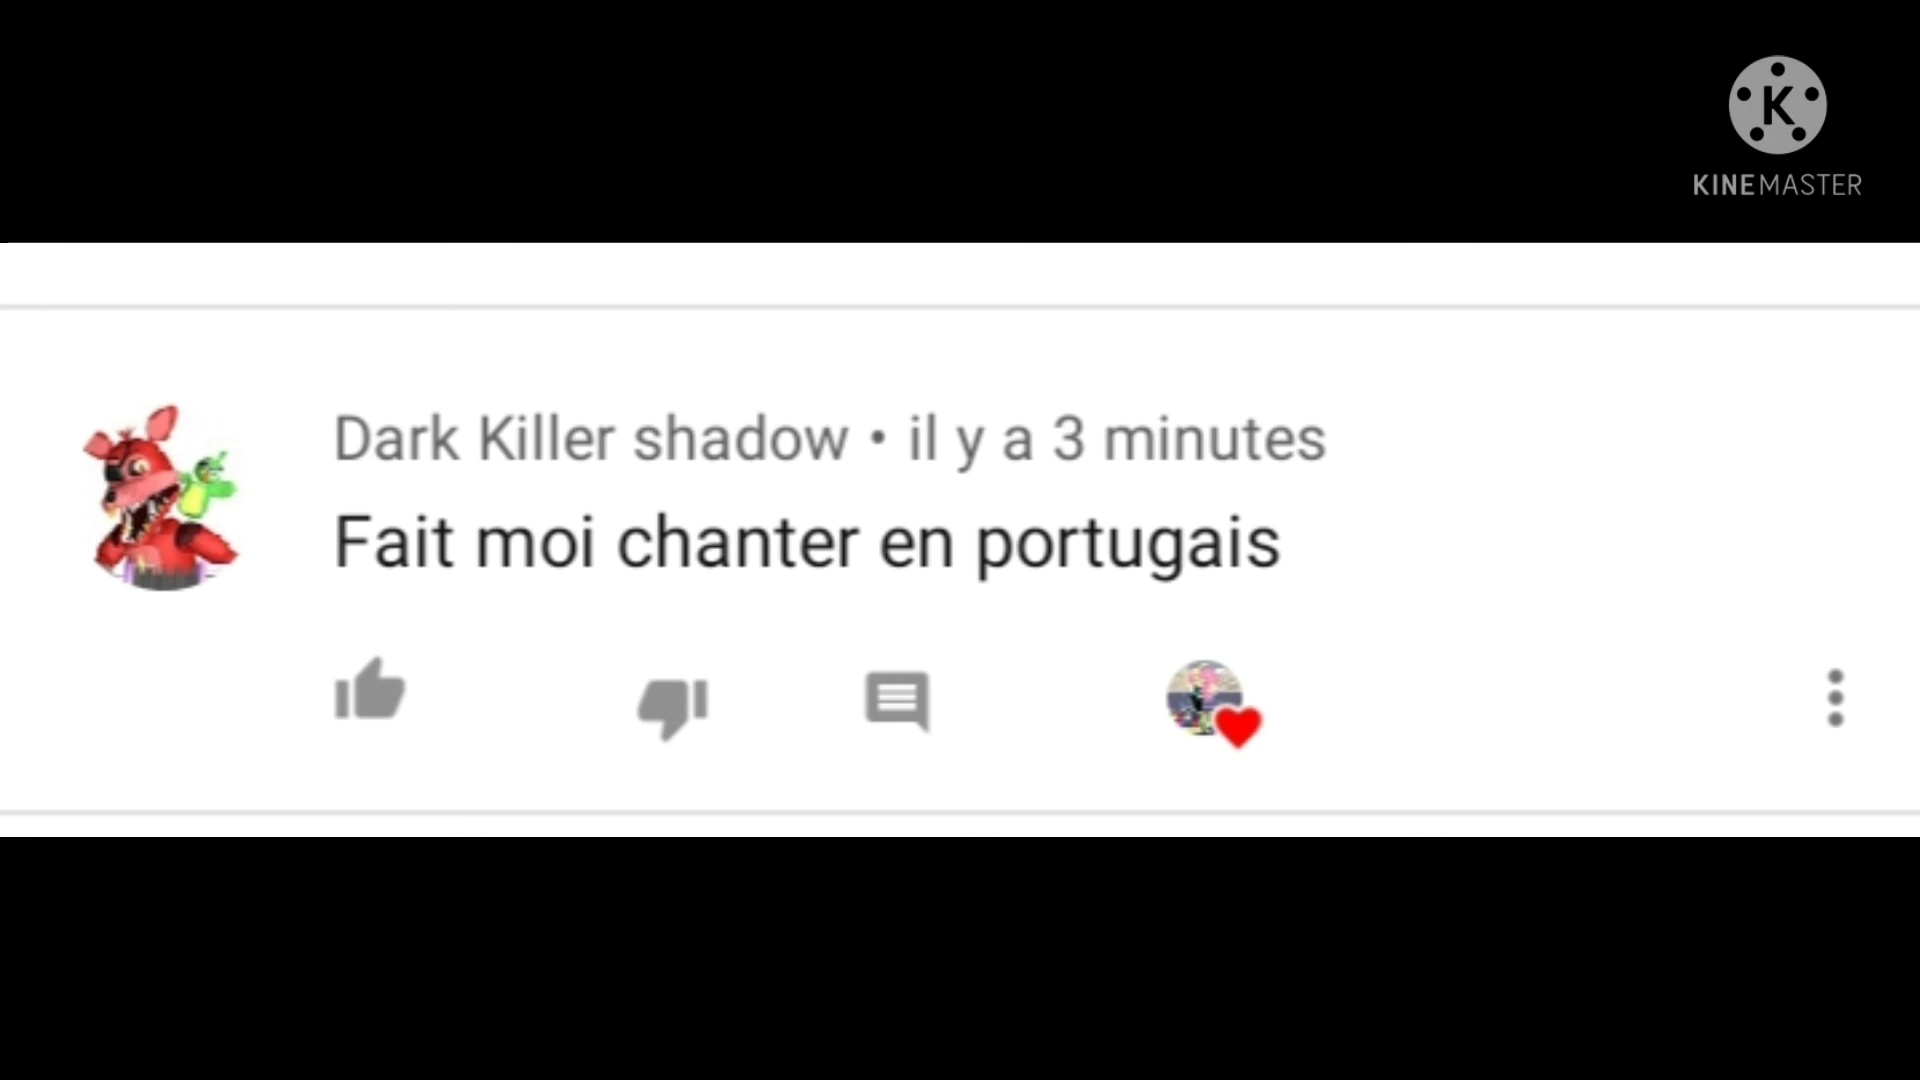 K
KINEMASTER
Dark Killer shadow • il y a 3 minutes
Fait moi chanter en portugais